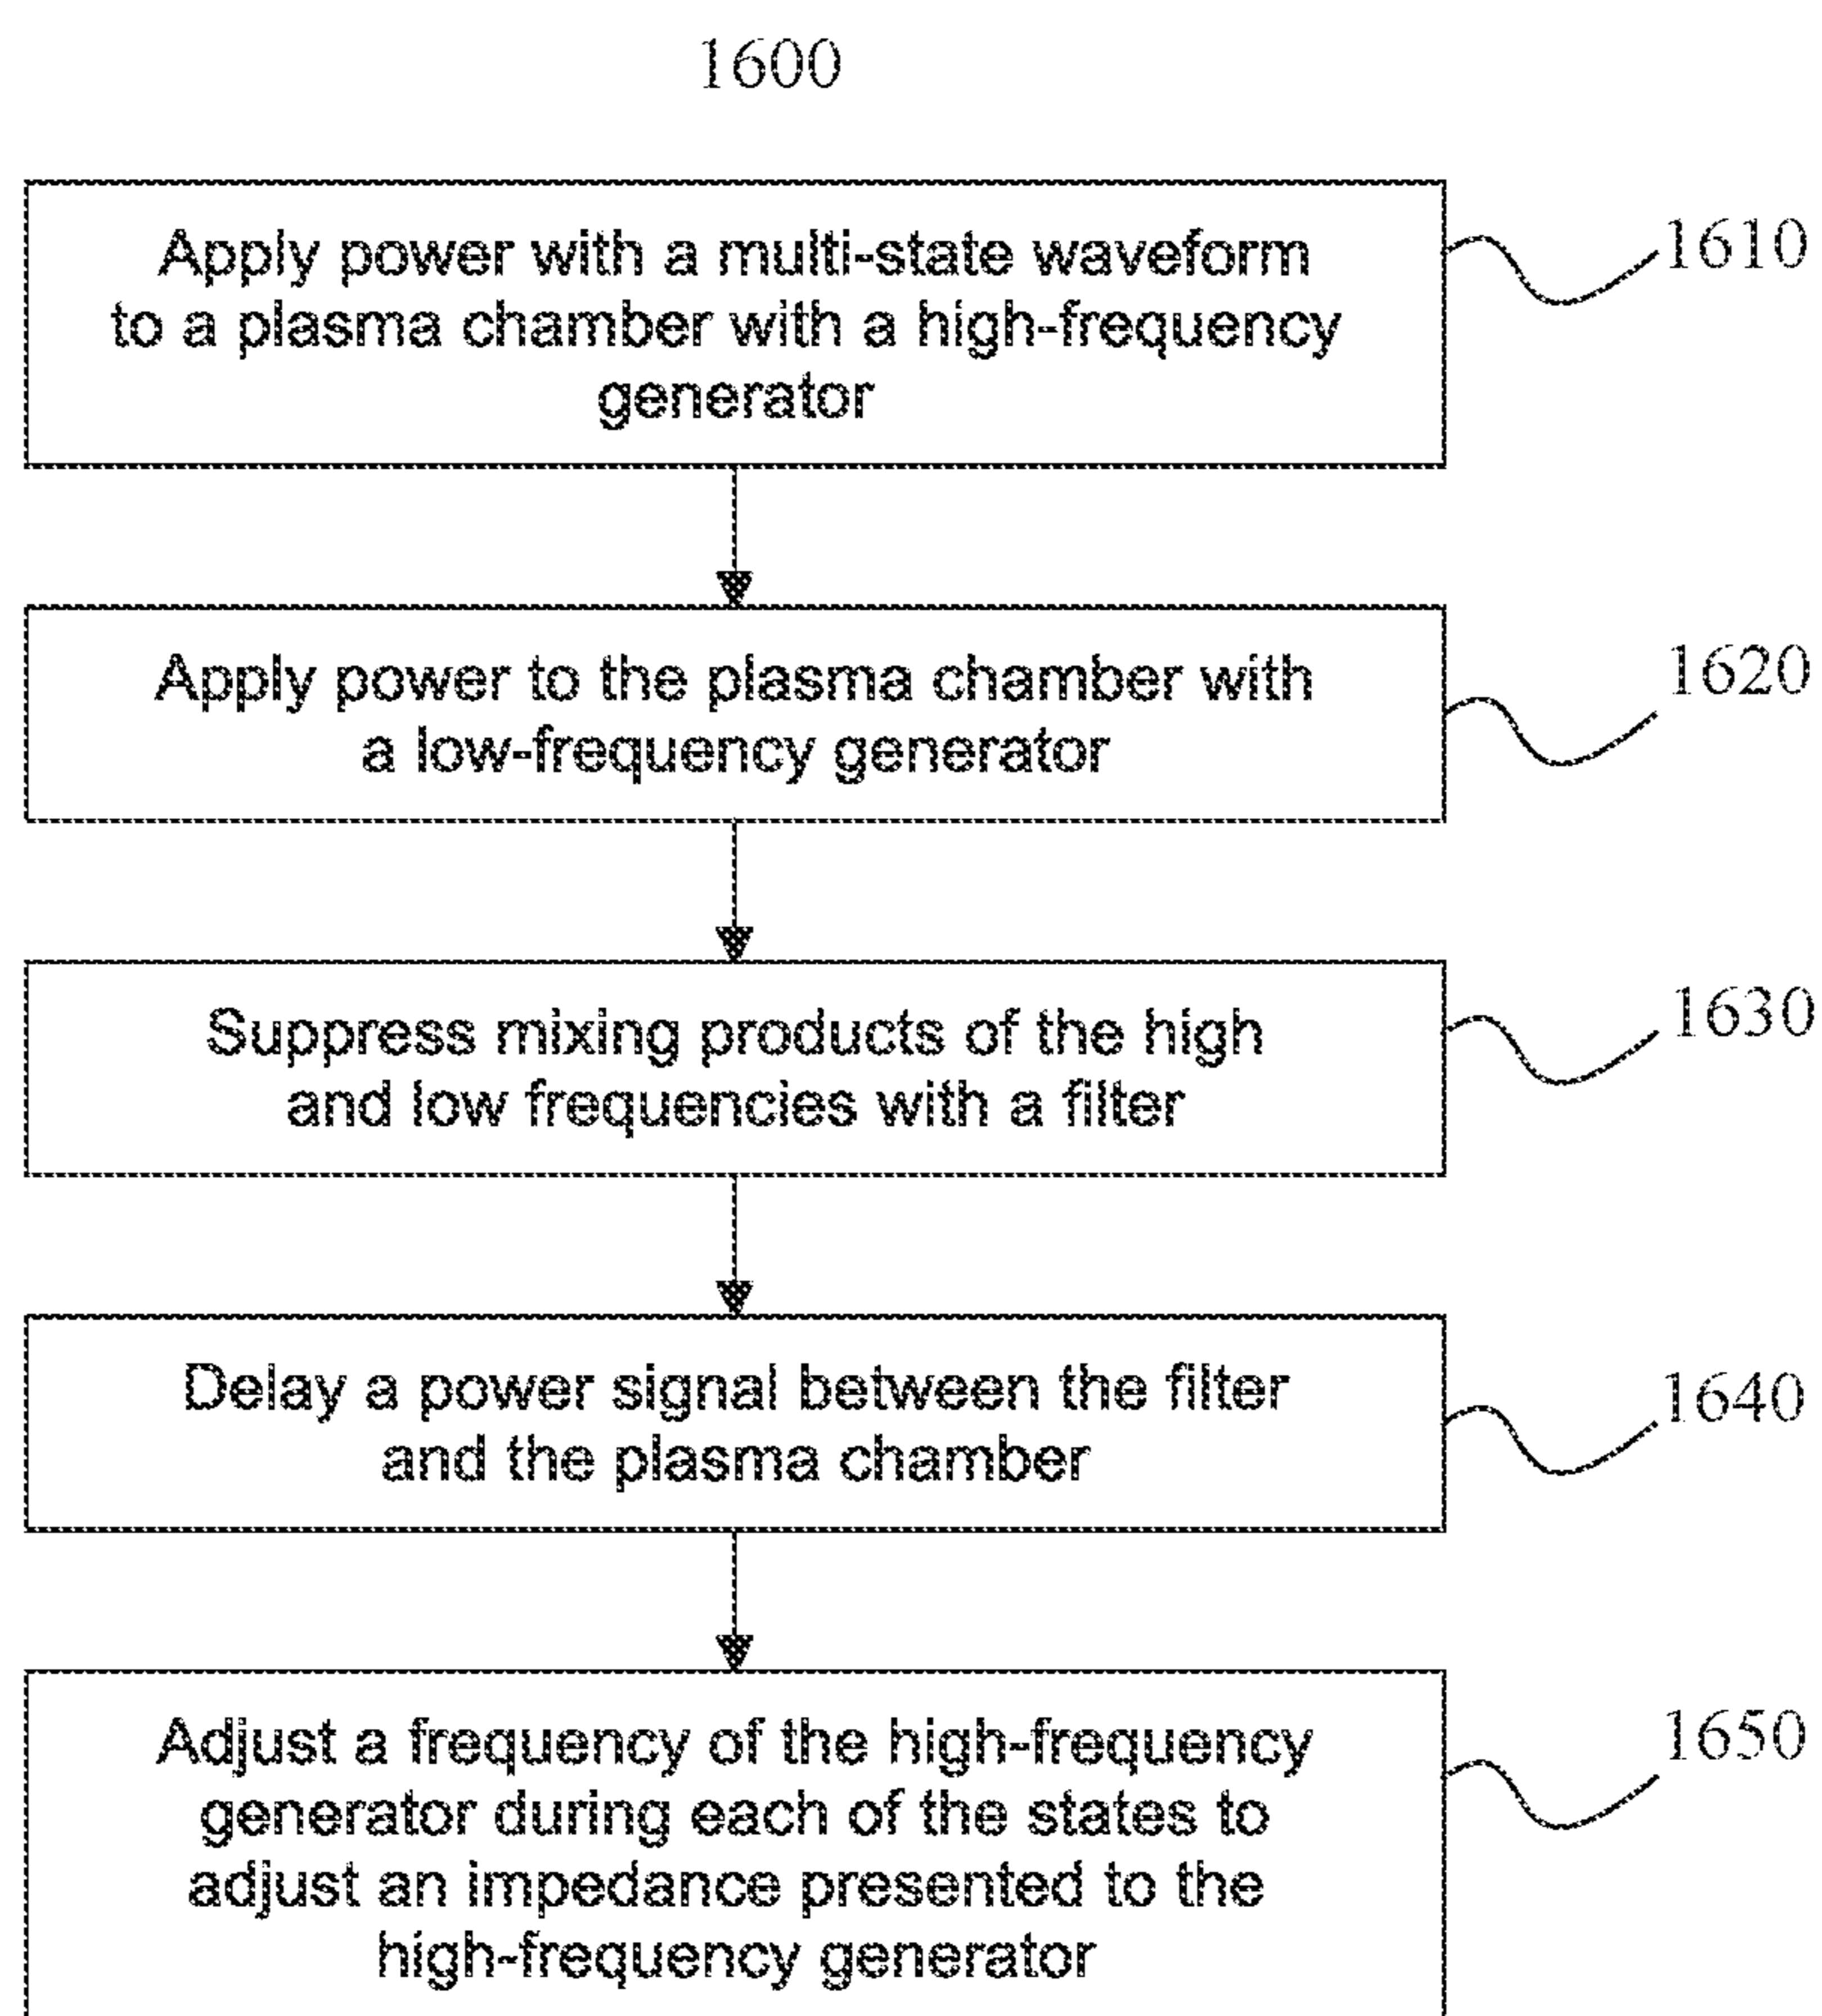 1600
Apply power with a multi-state waveform
to a plasma chamber with a high-frequency
generator
1610
Apply power to the plasma chamber with
a low-frequency generator
1620
Suppress mixing products of the high
and low frequencies with a filter
1630
Delay a power signal between the filter
and the plasma chamber
1640
Adjust a frequency of the high-frequency
generator during each of the states to
adjust an impedance presented to the
high-frequency generator
1650